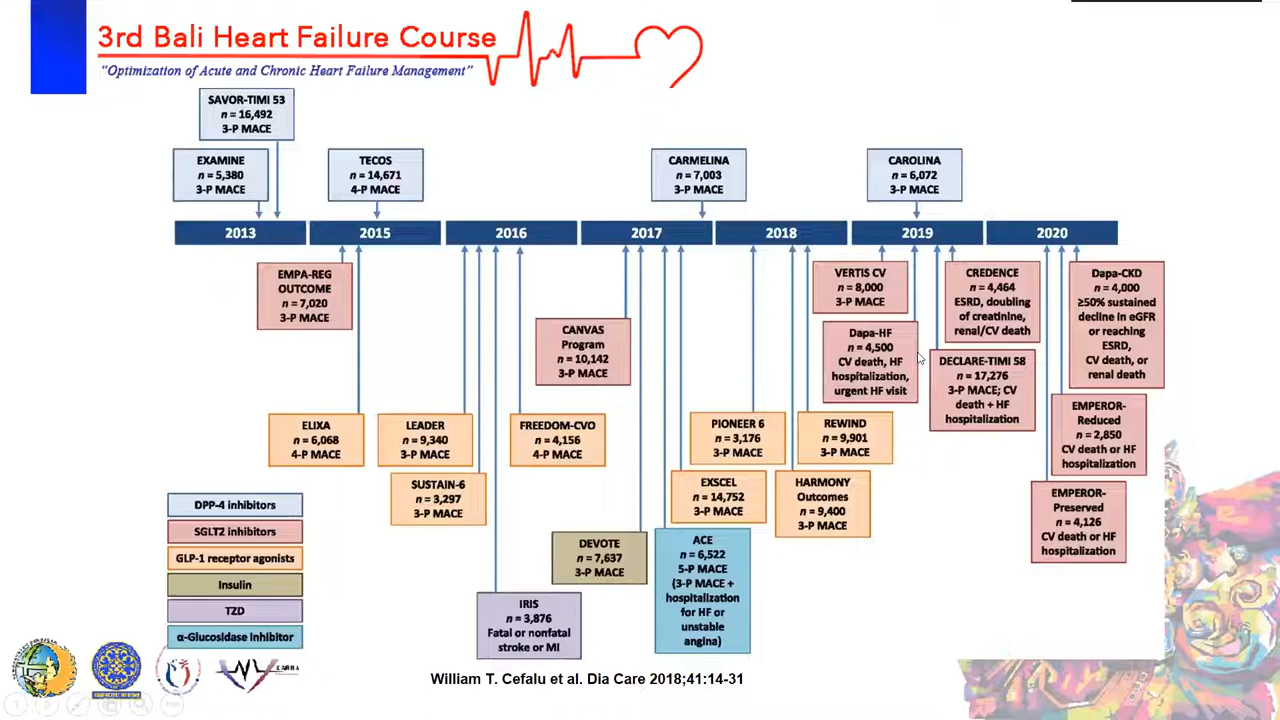 3rd Bali Heart Failure Course
“Optimization of Acute and Chronic Heart Failure Management”
SAVOR-TIMI 53
n = 16,492
3-P MACE
EXAMINE
n = 5,380
3-P MACE
TECOS
n = 14,671
4-P MACE
CARMELINA
n = 7,003
3-P MACE
CAROLINA
n = 6,072
3-P MACE
2013
2015
2016
2017
2018
2019
2020
EMPA-REG
OUTCOME
n = 7,020
3-P MACE
CANVAS
Program
n = 10,142
3-P MACE
VERTIS CV
n = 8,000
3-P MACE
Dapa-HF
n = 4,500
CV death, HF
hospitalization,
urgent HF visit
CREDENCE
n = 4,464
ESRD, doubling
of creatinine,
renal/CV death
DECLARE-TIMI 58
n = 17,276
3-P MACE; CV
death + HF
hospitalization
Dapa-CKD
n = 4,000
≥50% sustained
decline in eGFR
or reaching
ESRD,
CV death, or
renal death
EMPEROR-
Reduced
n = 2,850
CV death or HF
hospitalization
EMPEROR-
Preserved
n = 4,126
CV death or HF
hospitalization
ELIXA
n = 6,068
4-P MACE
LEADER
n = 9,340
3-P MACE
SUSTAIN-6
n = 3,297
3-P MACE
FREEDOM-CVO
n = 4,156
4-P MACE
PIONEER 6
n = 3,176
3-P MACE
REWIND
n = 9,901
3-P MACE
EXSCEL
n = 14,752
3-P MACE
HARMONY
Outcomes
n = 9,400
3-P MACE
DEVOTE
n = 7,637
3-P MACE
ACE
n = 6,522
5-P MACE
(3-P MACE +
hospitalization
for HF or
unstable
angina)
IRIS
n = 3,876
Fatal or nonfatal
stroke or MI
DPP-4 inhibitors
SGLT2 inhibitors
GLP-1 receptor agonists
Insulin
TZD
α-Glucosidase inhibitor
William T. Cefalu et al. Dia Care 2018;41:14-31